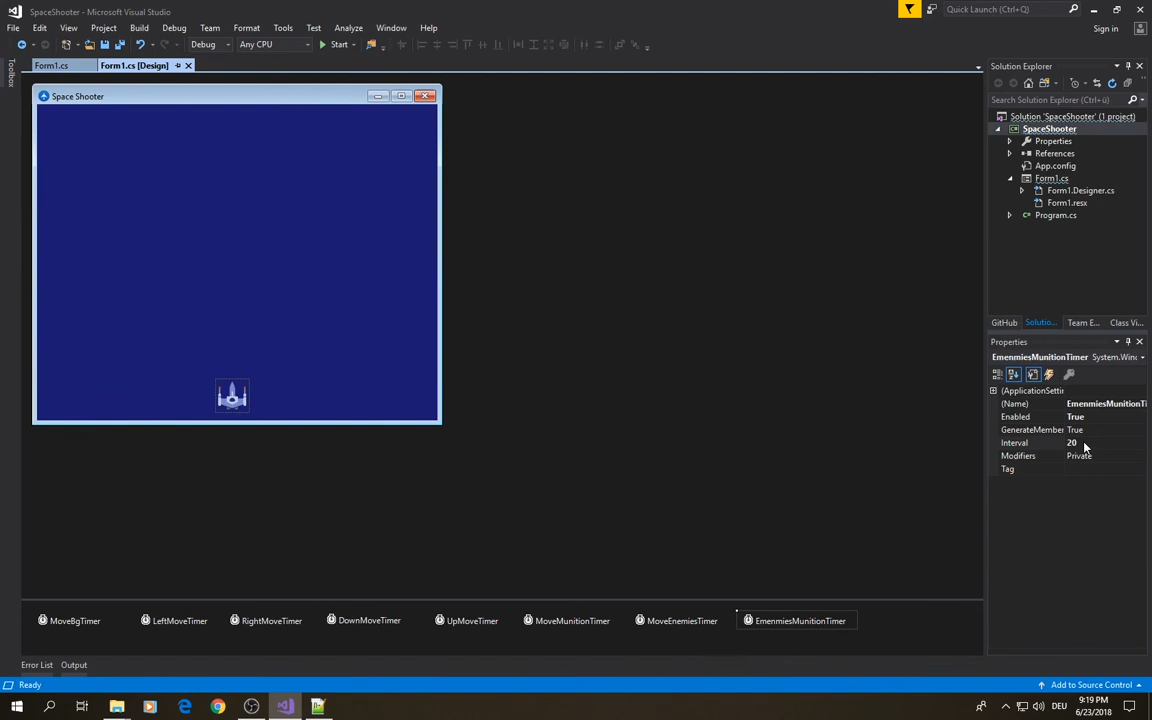 SpaceShooter - Microsoft Visual Studio
Quick Launch (Ctrl+Q)
File Edit View Project Build Debug Team Format Tools Test Analyze Window Help
Sign in
Debug Any CPU Start
Toolbox
Form1.cs Form1.cs [Design]
Space Shooter
Solution Explorer
Search Solution Explorer (Ctrl+ü)
Solution 'SpaceShooter' (1 project)
SpaceShooter
Properties
References
App.config
Form1.cs
Form1.Designer.cs
Form1.resx
Program.cs
GitHub Solutio... Team E... Class Vi...
Properties
EmenmiesMunitionTimer System.Winc
(ApplicationSettin
(Name) EmenmiesMunitionTi
Enabled True
GenerateMember True
Interval 20
Modifiers Private
Tag
MoveBgTimer LeftMoveTimer RightMoveTimer DownMoveTimer UpMoveTimer MoveMunitionTimer MoveEnemiesTimer EmenmiesMunitionTimer
Error List Output
Ready Add to Source Control
DEU
9:19 PM
6/23/2018